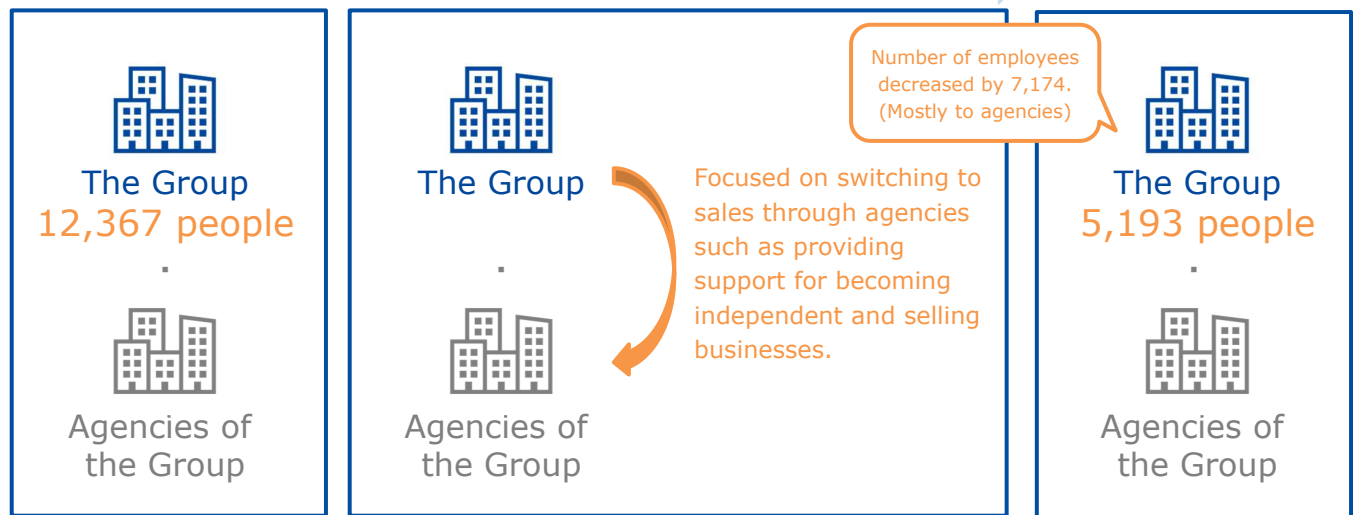 The Group
12,367 people
.
Agencies of
the Group
The Group
.
Agencies of
the Group
Focused on switching to
sales through agencies
such as providing
support for becoming
independent and selling
businesses.
Number of employees
decreased by 7,174.
(Mostly to agencies)
The Group
5,193 people
.
Agencies of
the Group